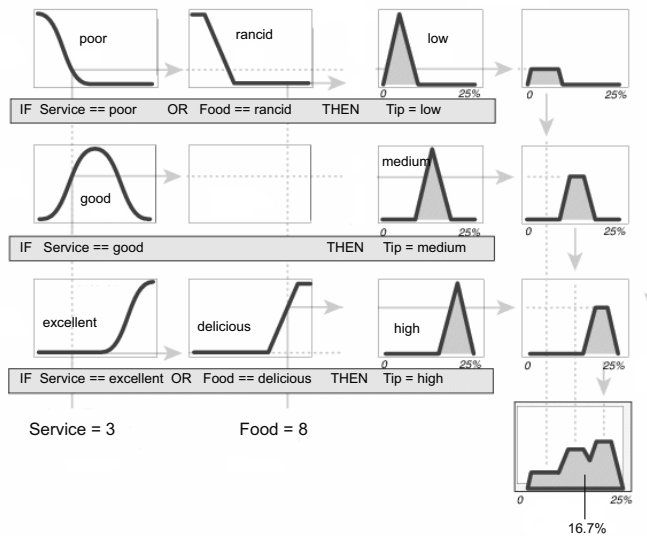 poor rancid low
0 25% 0 25%
IF Service == poor OR Food == rancid THEN Tip = low
good medium
0 25% 0 25%
IF Service == good THEN Tip = medium
excellent delicious high
0 25% 0 25%
IF Service == excellent OR Food == delicious THEN Tip = high
Service = 3 Food = 8
0 25%
16.7%